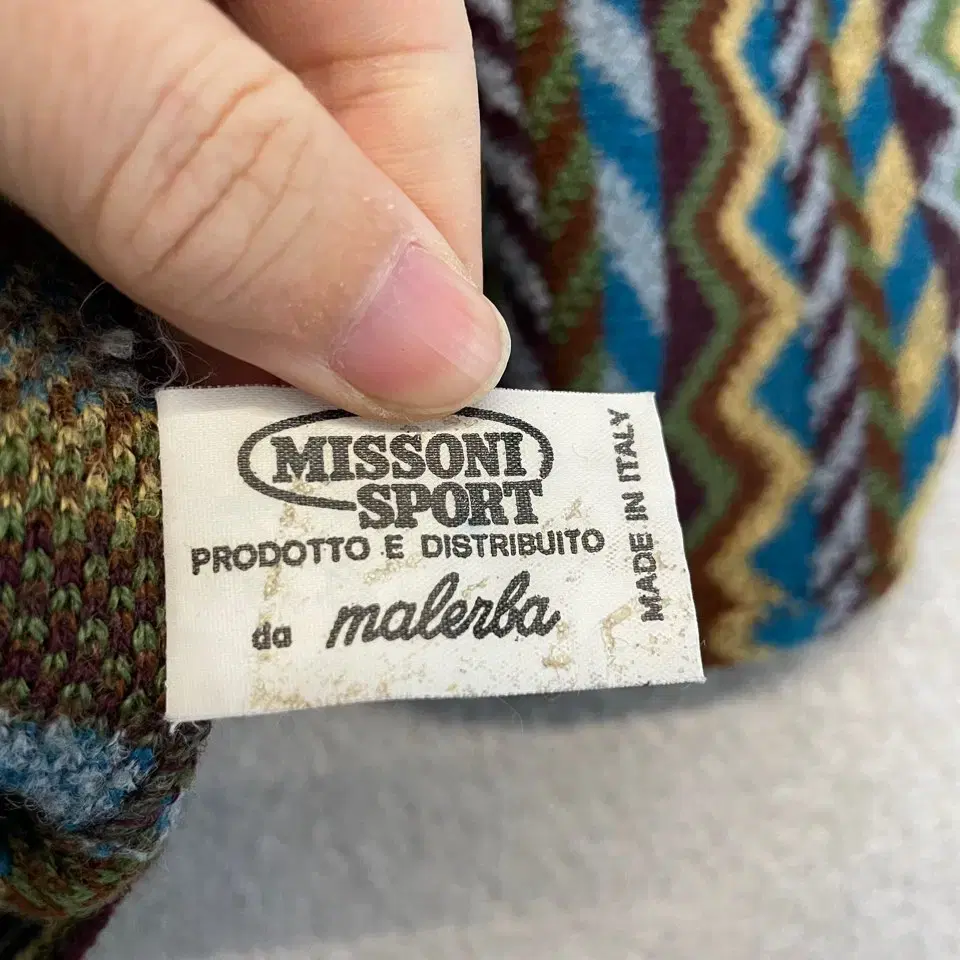 MISSONI
SPORT
PRODOTTO E DISTRIBUITO
da malerba
MADE IN ITALY